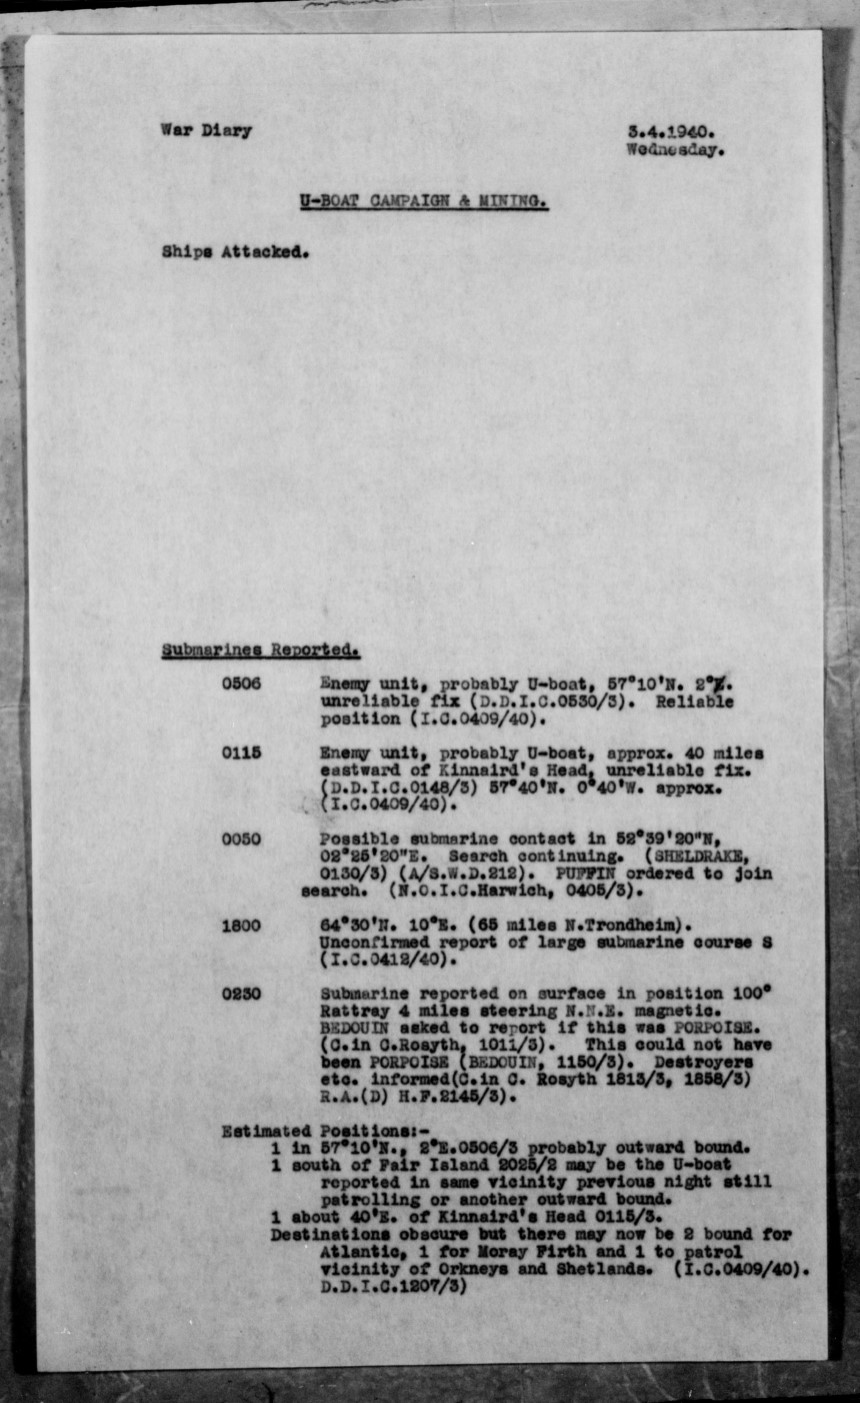 War Diary
3.4.1940.
Wednesday.
U-BOAT CAMPAIGN & MINING.
Ships Attacked.
Submarines Reported.
0506 Enemy unit, probably U-boat, 57°10'N. 2°E.
unreliable fix (D.D.I.C.0530/3). Reliable
position (I.C.0409/40).
0115 Enemy unit, probably U-boat, approx. 40 miles
eastward of Kinnaird's Head, unreliable fix.
(D.D.I.C.0148/3) 57°40'N. 0°40'W. approx.
(I.C.0409/40).
0050 Possible submarine contact in 52°39'20"N,
02°25'20"E. Search continuing. (SHELDRAKE,
0130/3) (A/S.W.D.212). PUFFIN ordered to join
search. (N.O.I.C.Harwich, 0405/3).
1800 64°30'N. 10°E. (65 miles N.Trondheim).
Unconfirmed report of large submarine course S
(I.C.0412/40).
0230 Submarine reported on surface in position 100°
Rattray 4 miles steering N.N.E. magnetic.
BEDOUIN asked to report if this was PORPOISE.
(C.in C.Rosyth, 1011/3). This could not have
been PORPOISE (BEDOUIN, 1150/3). Destroyers
etc. informed(C.in C. Rosyth 1813/3, 1858/3)
R.A.(D) H.F.2145/3).
Estimated Positions:-
1 in 57°10'N., 2°E.0506/3 probably outward bound.
1 south of Fair Island 2025/2 may be the U-boat
reported in same vicinity previous night still
patrolling or another outward bound.
1 about 40'E. of Kinnaird's Head 0115/3.
Destinations obscure but there may now be 2 bound for
Atlantic, 1 for Moray Firth and 1 to patrol
vicinity of Orkneys and Shetlands. (I.C.0409/40).
D.D.I.C.1207/3)